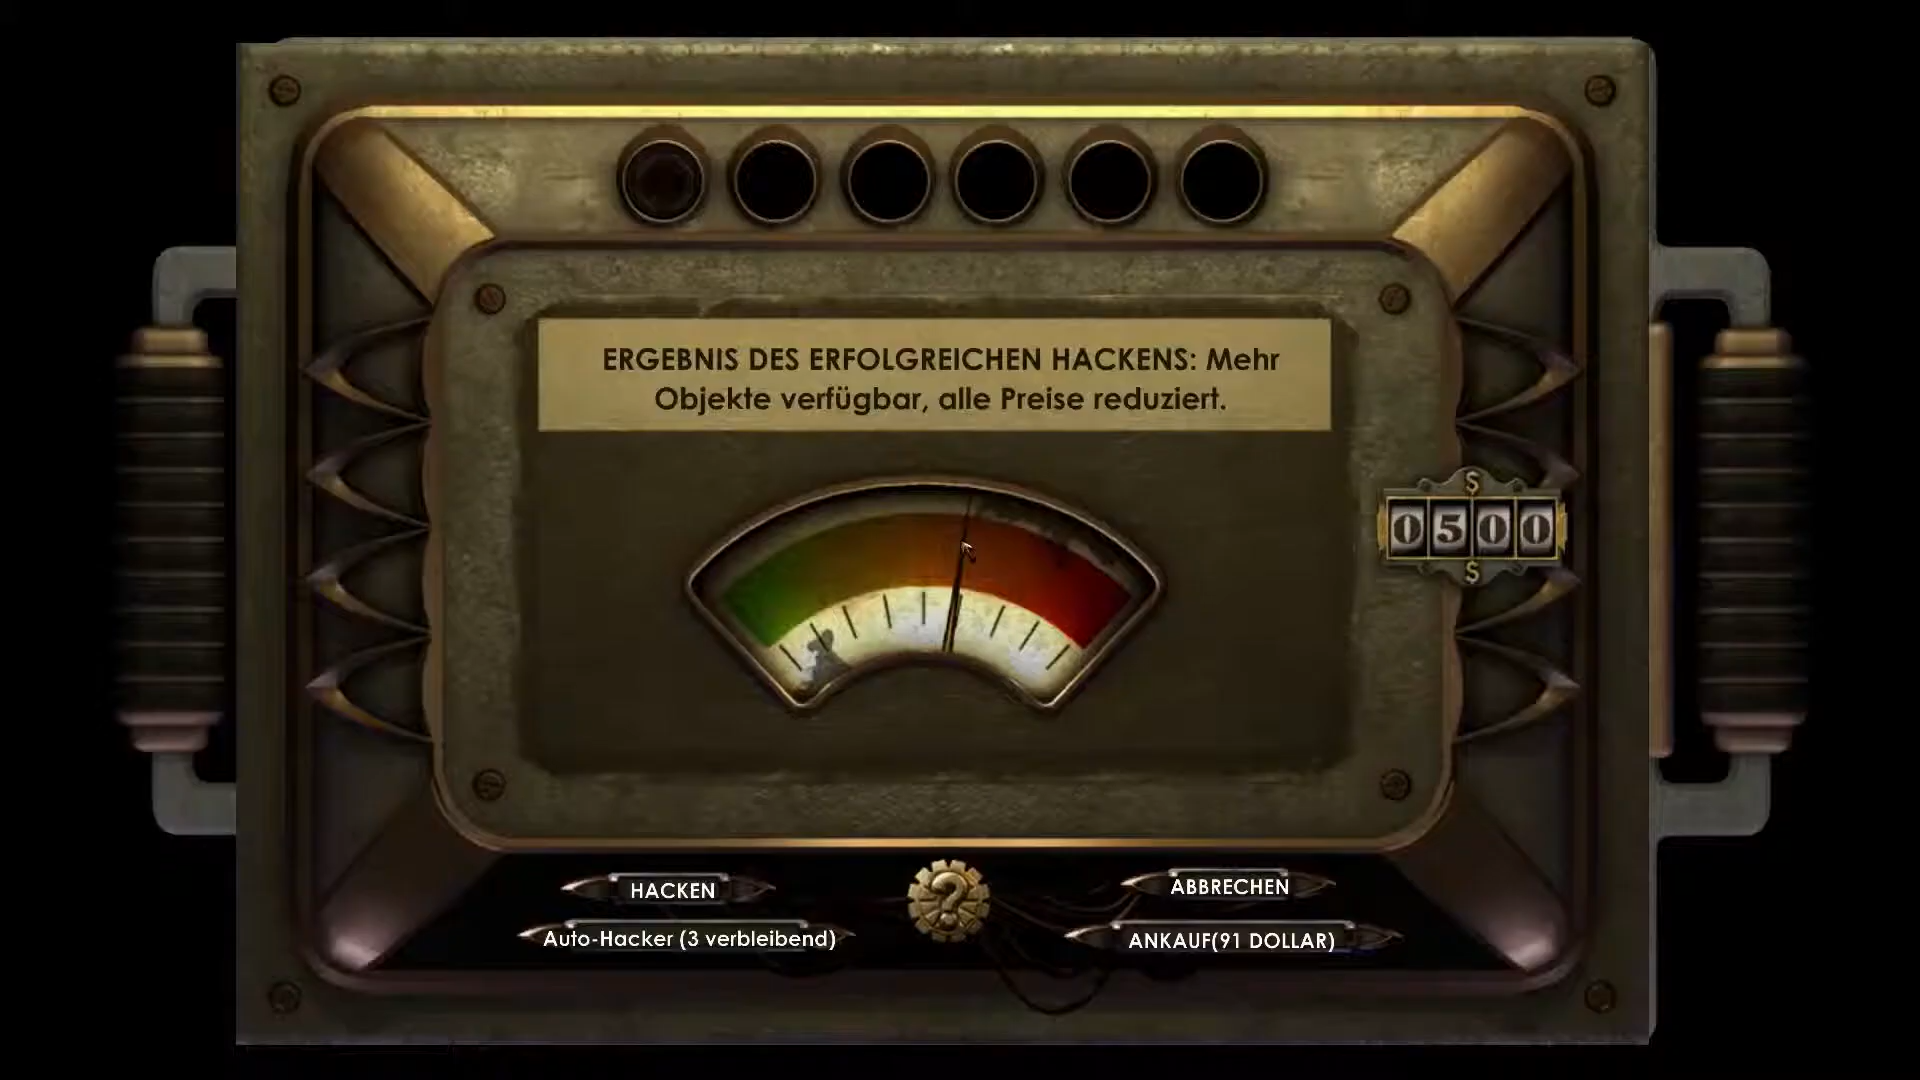 ERGEBNIS DES ERFOLGREICHEN HACKENS: Mehr
Objekte verfügbar, alle Preise reduziert.
$
0500
$
HACKEN
?
ABBRECHEN
Auto-Hacker (3 verbleibend)
ANKAUF(91 DOLLAR)